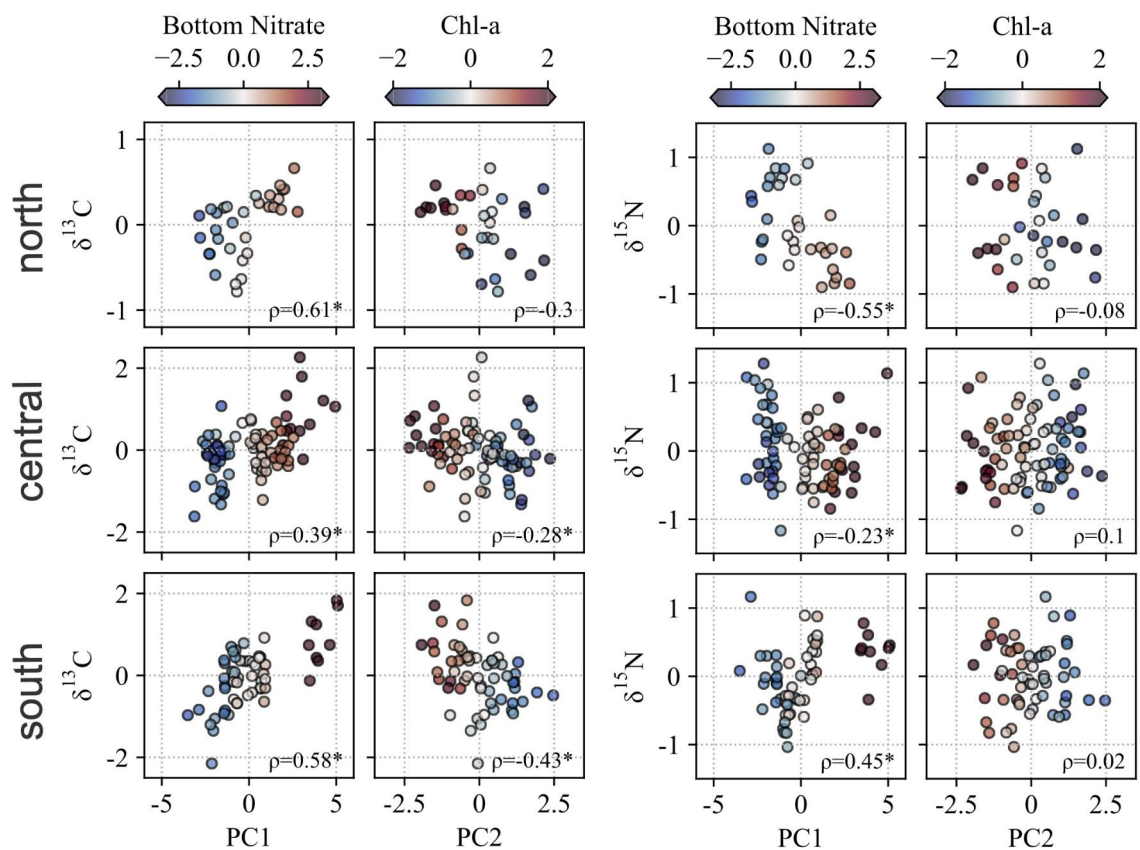 Bottom Nitrate Chl-a Bottom Nitrate Chl-a
−2.5 0.0 2.5 −2 0 2 −2.5 0.0 2.5 −2 0 2
north
δ13C
1
0
-1
ρ=0.61*
ρ=-0.3
δ15N
1
0
-1
ρ=-0.55*
ρ=-0.08
central
δ13C
2
0
-2
ρ=0.39*
ρ=-0.28*
δ15N
1
0
-1
ρ=-0.23*
ρ=0.1
south
δ13C
2
0
-2
ρ=0.58*
ρ=-0.43*
δ15N
1
0
-1
ρ=0.45*
ρ=0.02
-5 0 5 -2.5 0 2.5 -5 0 5 -2.5 0 2.5
PC1 PC2 PC1 PC2